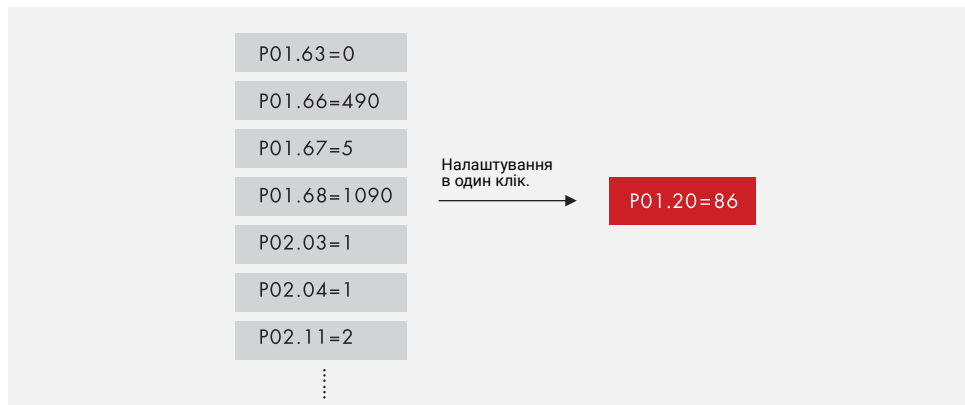 P01.63=0
P01.66=490
P01.67=5
P01.68=1090
P02.03=1
P02.04=1
P02.11=2
Налаштування
в один клік.
P01.20=86